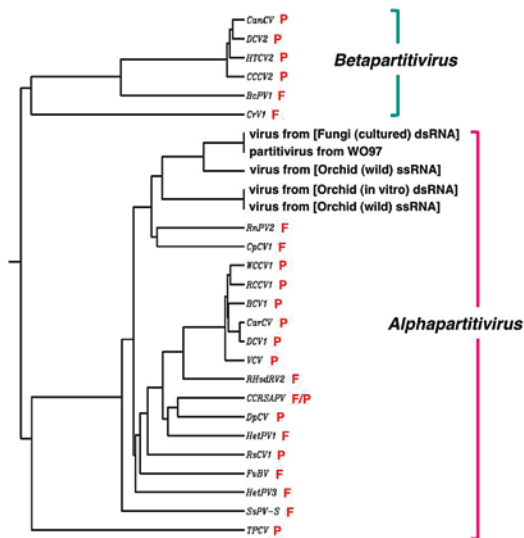 CanCV P
DCV2 P
HTCV2 P
CCCV2 P
Betapartitivirus
BcPV1 F
CrV1 F
virus from [Fungi (cultured) dsRNA]
partitivirus from WO97
virus from [Orchid (wild) ssRNA]
virus from [Orchid (in vitro) dsRNA]
virus from [Orchid (wild) ssRNA]
RnPV2 F
CpCV1 F
WCCV1 P
RCCV1 P
BCV1 P
CarCV P
Alphapartitivirus
DCV1 P
VCV P
RHsdRV2 F
CCRSAPV F/P
DpCV P
HetPV1 F
RsCV1 P
FuBV F
HetPV3 F
SsPV-S F
TPCV P